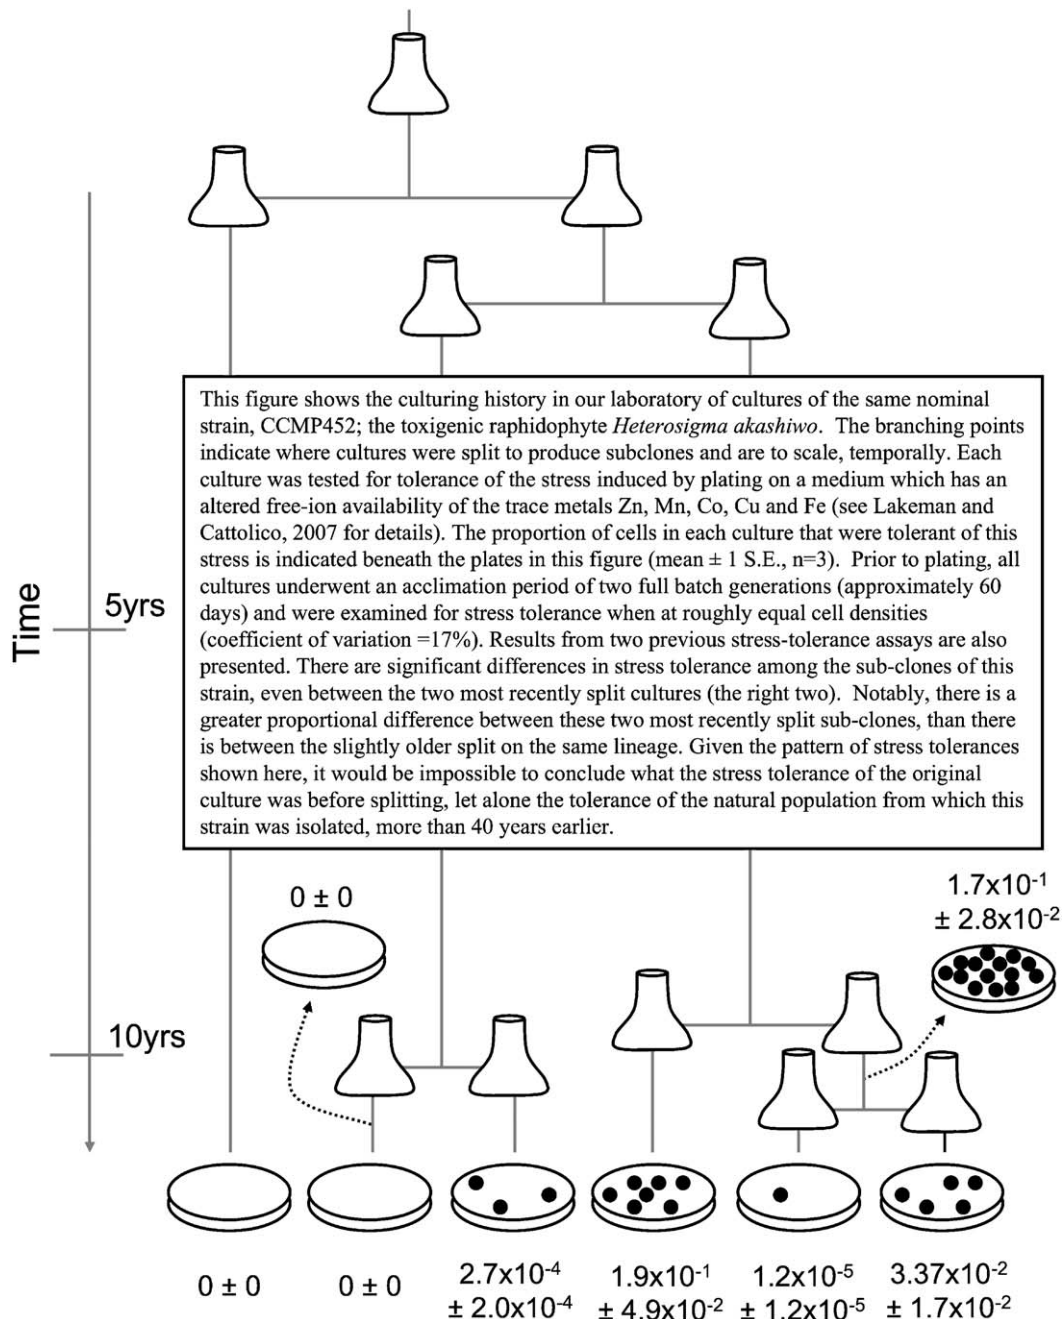 This figure shows the culturing history in our laboratory of cultures of the same nominal
strain, CCMP452; the toxigenic raphidophyte Heterosigma akashiwo.  The branching points
indicate where cultures were split to produce subclones and are to scale, temporally. Each
culture was tested for tolerance of the stress induced by plating on a medium which has an
altered free-ion availability of the trace metals Zn, Mn, Co, Cu and Fe (see Lakeman and
Cattolico, 2007 for details). The proportion of cells in each culture that were tolerant of this
stress is indicated beneath the plates in this figure (mean ± 1 S.E., n=3).  Prior to plating, all
cultures underwent an acclimation period of two full batch generations (approximately 60
days) and were examined for stress tolerance when at roughly equal cell densities
(coefficient of variation =17%). Results from two previous stress-tolerance assays are also
presented. There are significant differences in stress tolerance among the sub-clones of this
strain, even between the two most recently split cultures (the right two).  Notably, there is a
greater proportional difference between these two most recently split sub-clones, than there
is between the slightly older split on the same lineage. Given the pattern of stress tolerances
shown here, it would be impossible to conclude what the stress tolerance of the original
culture was before splitting, let alone the tolerance of the natural population from which this
strain was isolated, more than 40 years earlier.
Time
5yrs
10yrs
0 ± 0
1.7x10⁻¹
± 2.8x10⁻²
0 ± 0
0 ± 0
2.7x10⁻⁴
± 2.0x10⁻⁴
1.9x10⁻¹
± 4.9x10⁻²
1.2x10⁻⁵
± 1.2x10⁻⁵
3.37x10⁻²
± 1.7x10⁻²